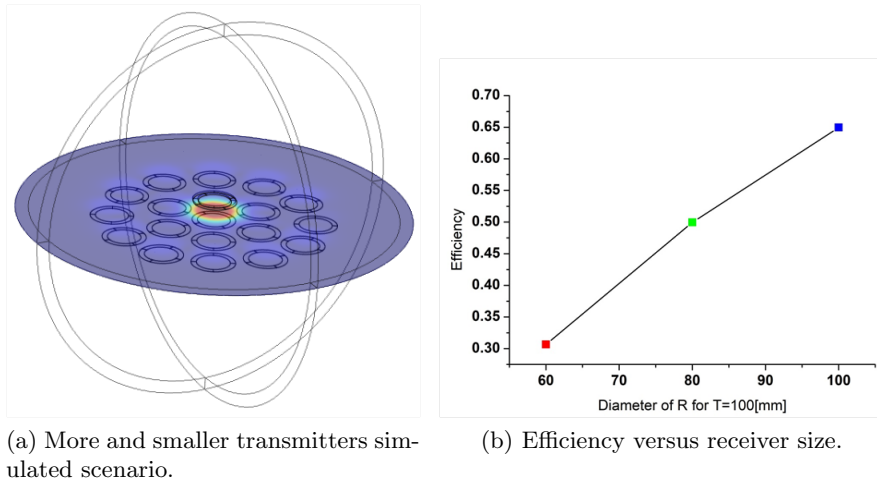 0.70
0.65
0.60
0.55
0.50
0.45
0.40
0.35
0.30
Efficiency
60 70 80 90 100
Diameter of R for T=100[mm]
(a) More and smaller transmitters sim-
ulated scenario.
(b) Efficiency versus receiver size.